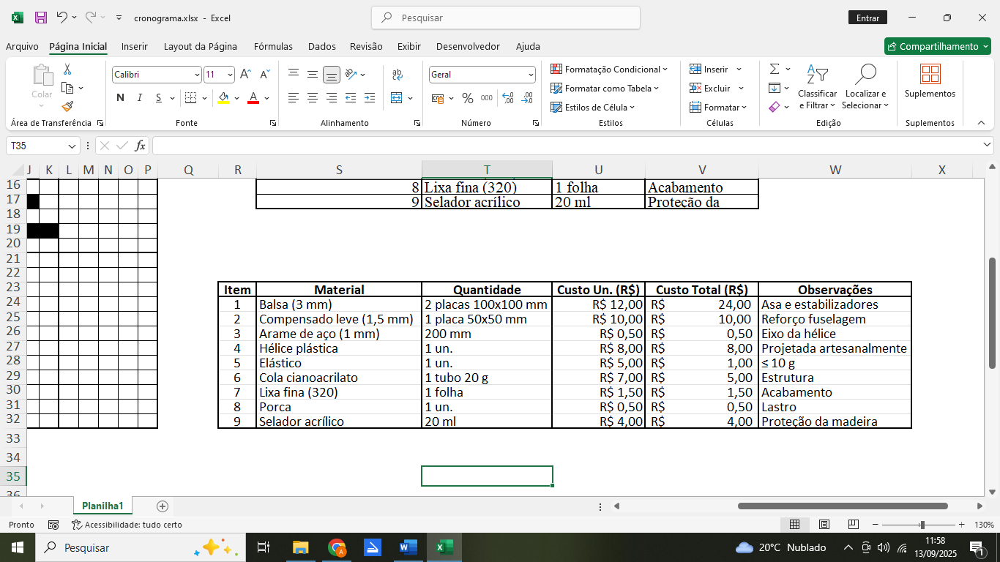 cronograma.xlsx - Excel
Pesquisar
Entrar
Arquivo Página Inicial Inserir Layout da Página Fórmulas Dados Revisão Exibir Desenvolvedor Ajuda
Compartilhamento
Colar
Área de Transferência
Calibri 11
N I S
Fonte
ab
Alinhamento
Geral
% 000
Número
Formatação Condicional
Formatar como Tabela
Estilos de Célula
Estilos
Inserir
Excluir
Formatar
Células
Classificar e Filtrar
Localizar e Selecionar
Edição
Suplementos
Suplementos
T35
fx
J K L M N O P Q R S T U V W X
16 8 Lixa fina (320) 1 folha Acabamento
17 9 Selador acrílico 20 ml Proteção da
18
19
20
21
22
23 Item Material Quantidade Custo Un. (R$) Custo Total (R$) Observações
24 1 Balsa (3 mm) 2 placas 100x100 mm R$ 12,00 R$ 24,00 Asa e estabilizadores
25 2 Compensado leve (1,5 mm) 1 placa 50x50 mm R$ 10,00 R$ 10,00 Reforço fuselagem
26 3 Arame de aço (1 mm) 200 mm R$ 0,50 R$ 0,50 Eixo da hélice
27 4 Hélice plástica 1 un. R$ 8,00 R$ 8,00 Projetada artesanalmente
28 5 Elástico 1 un. R$ 5,00 R$ 1,00 ≤ 10 g
29 6 Cola cianoacrilato 1 tubo 20 g R$ 7,00 R$ 5,00 Estrutura
30 7 Lixa fina (320) 1 folha R$ 1,50 R$ 1,50 Acabamento
31 8 Porca 1 un. R$ 0,50 R$ 0,50 Lastro
32 9 Selador acrílico 20 ml R$ 4,00 R$ 4,00 Proteção da madeira
33
34
35
36
Planilha1
Pronto Acessibilidade: tudo certo 130%
Pesquisar
20°C Nublado
11:58
13/09/2025
1